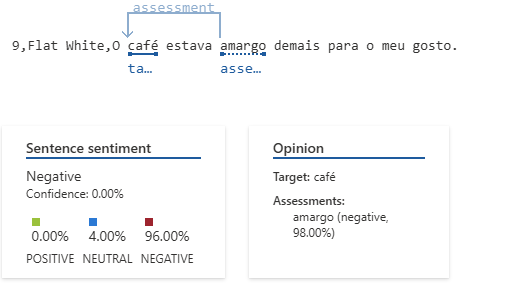 assessment
9,Flat White,O café estava amargo demais para o meu gosto.
ta… asse…
Sentence sentiment
Negative
Confidence: 0.00%
0.00% 4.00% 96.00%
POSITIVE NEUTRAL NEGATIVE
Opinion
Target: café
Assessments:
amargo (negative,
98.00%)